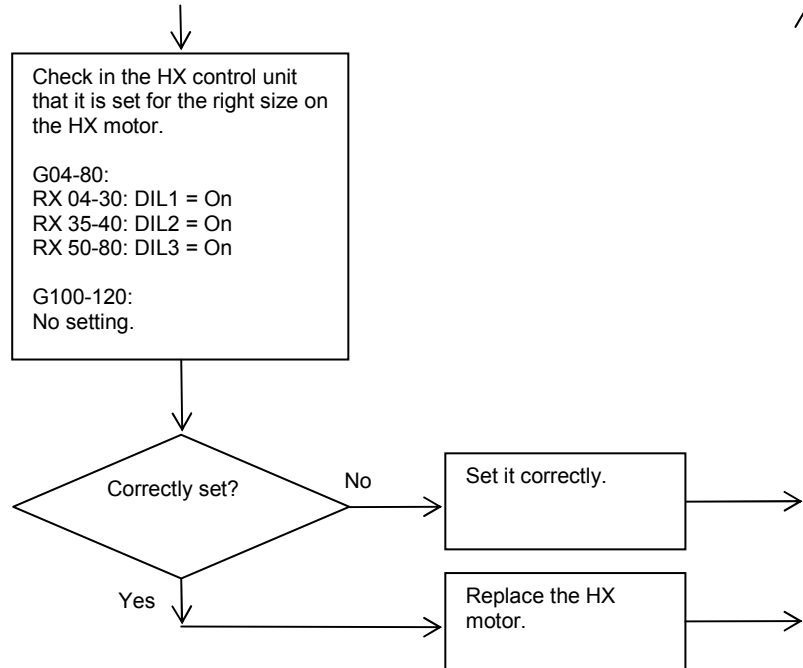 Check in the HX control unit
that it is set for the right size on
the HX motor.
G04-80:
RX 04-30: DIL1 = On
RX 35-40: DIL2 = On
RX 50-80: DIL3 = On
G100-120:
No setting.
Correctly set?
No
Set it correctly.
Yes
Replace the HX
motor.